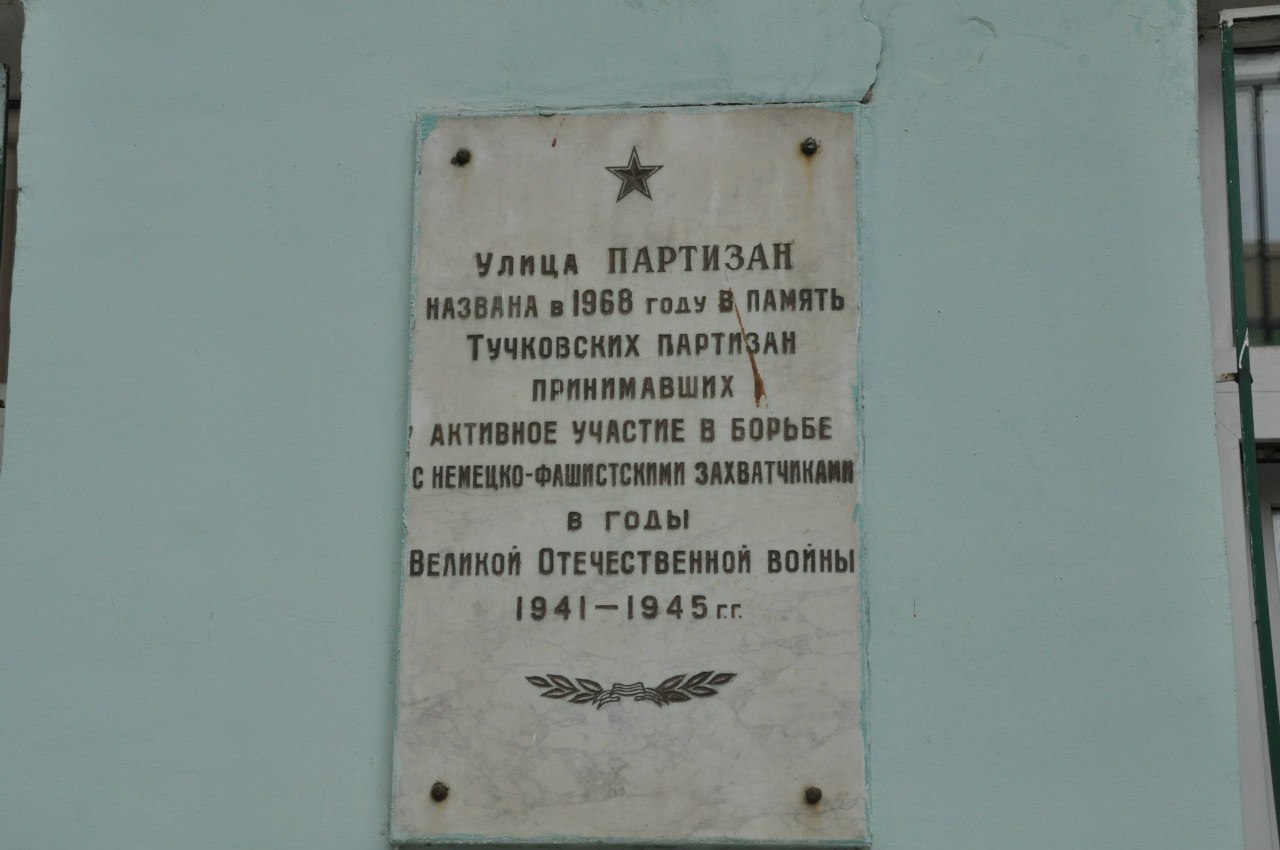 Улица ПАРТИЗАН
НАЗВАНА в 1968 году В ПАМЯТЬ
ТУЧКОВСКИХ ПАРТИЗАН
ПРИНИМАВШИХ
АКТИВНОЕ УЧАСТИЕ В БОРЬБЕ
С НЕМЕЦКО-ФАШИСТСКИМИ ЗАХВАТЧИКАМИ
В ГОДЫ
ВЕЛИКОЙ ОТЕЧЕСТВЕННОЙ ВОЙНЫ
1941-1945 г.г.